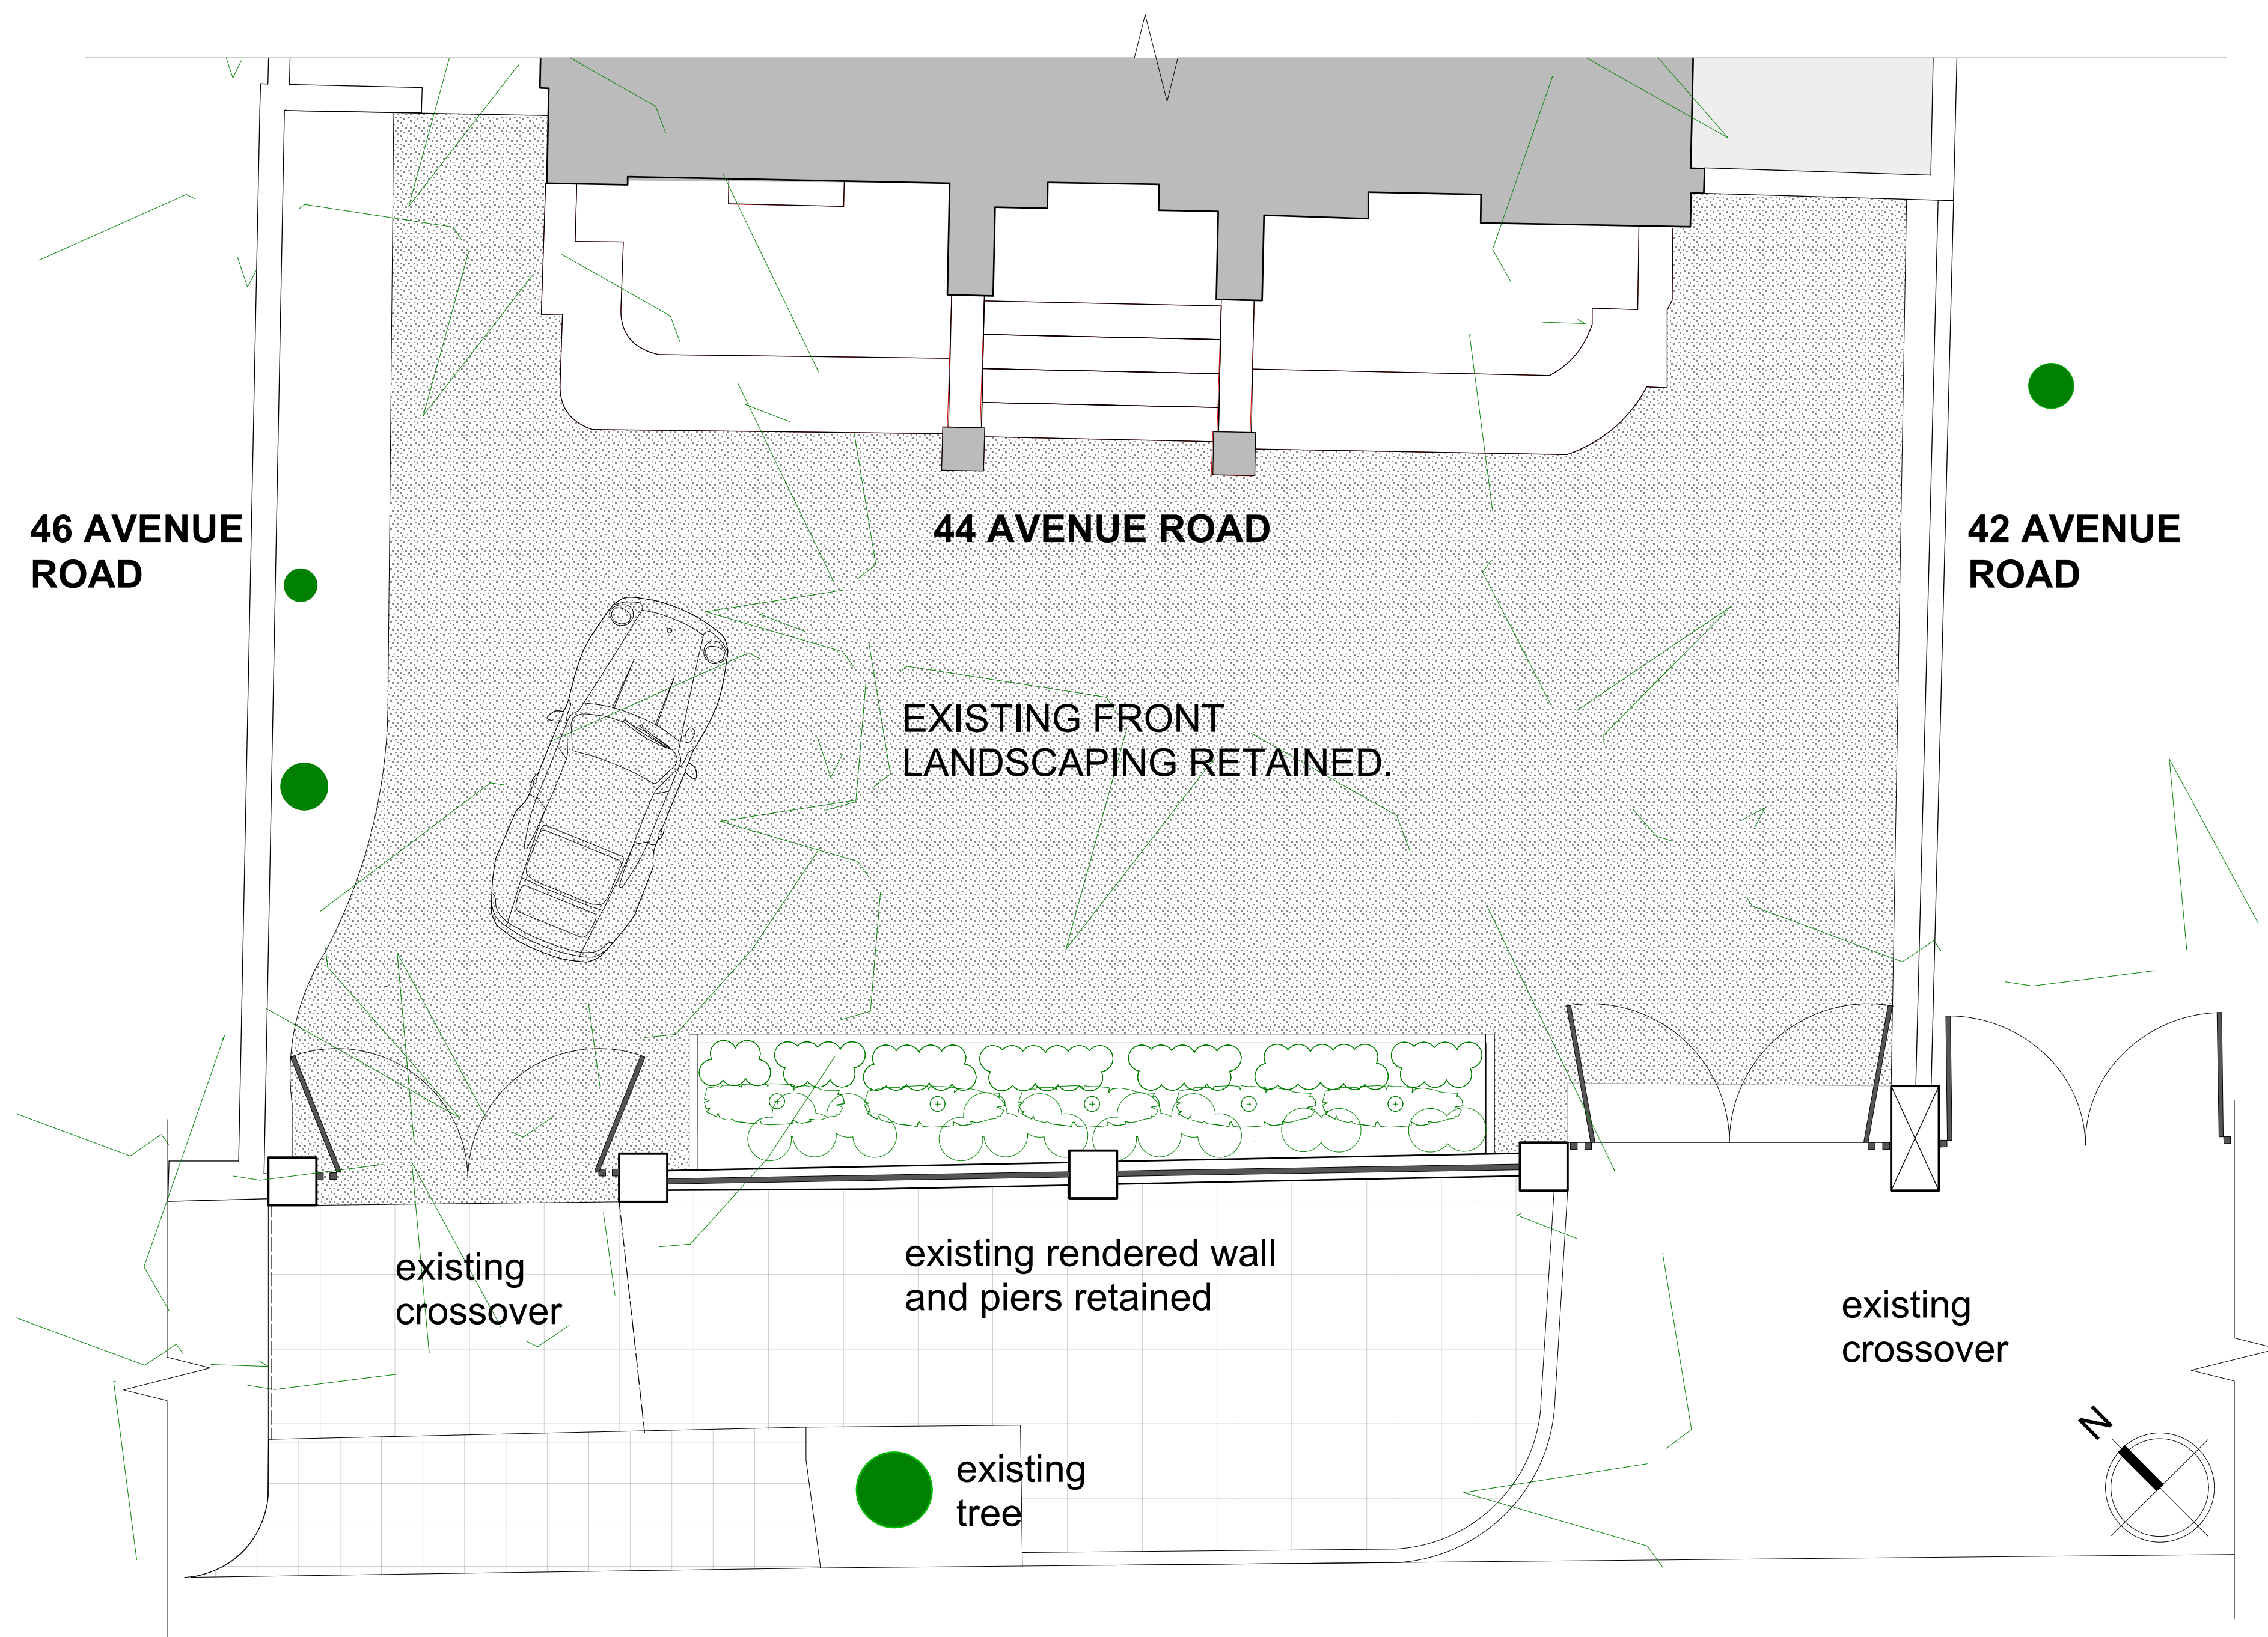 46 AVENUE
ROAD
44 AVENUE ROAD
42 AVENUE
ROAD
EXISTING FRONT
LANDSCAPING RETAINED.
existing
crossover
existing rendered wall
and piers retained
existing
crossover
existing
tree
N